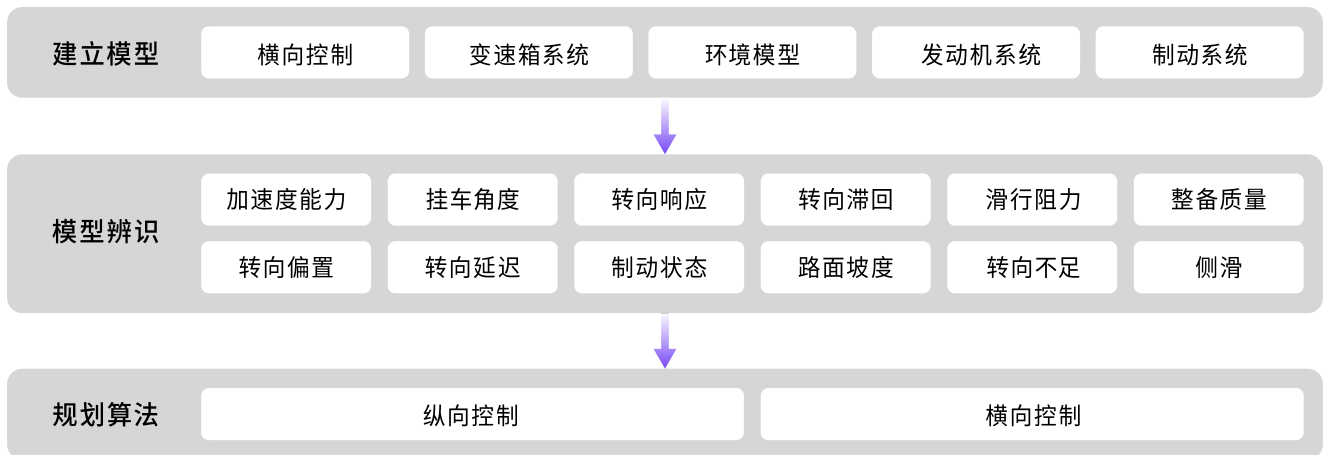 建立模型 横向控制 变速箱系统 环境模型 发动机系统 制动系统
模型辨识
加速度能力 挂车角度 转向响应 转向滞回 滑行阻力 整备质量
转向偏置 转向延迟 制动状态 路面坡度 转向不足 侧滑
规划算法 纵向控制 横向控制